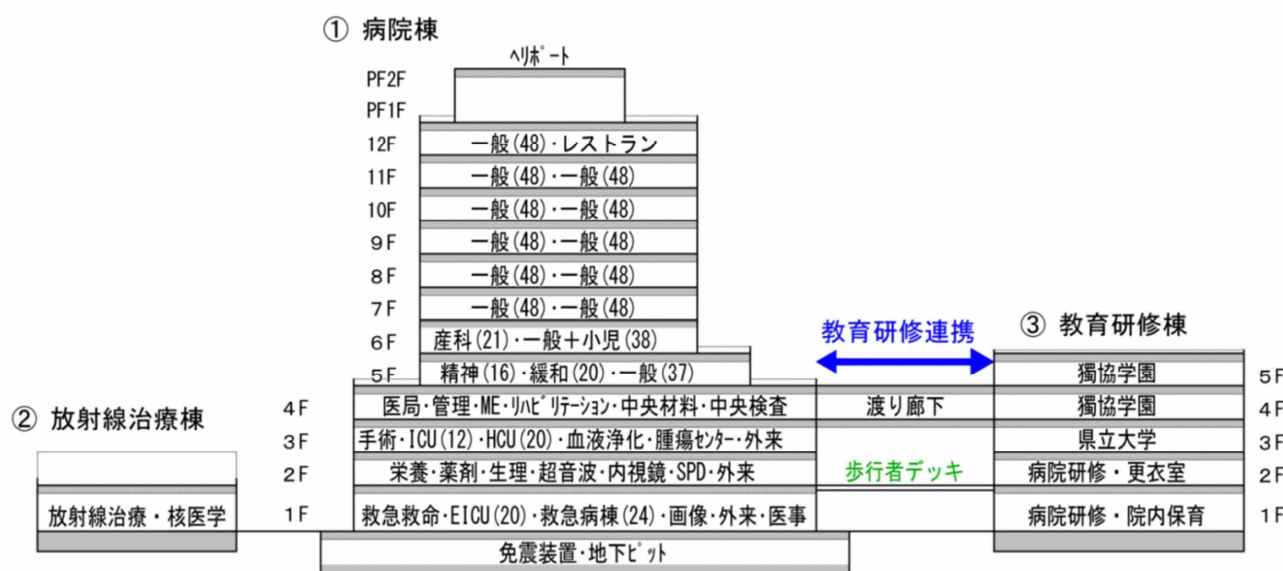 ① 病院棟
ヘリポート
PF2F
PF1F
12F 一般(48)・レストラン
11F 一般(48)・一般(48)
10F 一般(48)・一般(48)
9F 一般(48)・一般(48)
8F 一般(48)・一般(48)
7F 一般(48)・一般(48)
6F 産科(21)・一般＋小児(38)
教育研修連携
③ 教育研修棟
5F 精神(16)・緩和(20)・一般(37) 獨協学園 5F
② 放射線治療棟
4F 医局・管理・ME・リハビリテーション・中央材料・中央検査 渡り廊下 獨協学園 4F
3F 手術・ICU(12)・HCU(20)・血液浄化・腫瘍センター・外来 県立大学 3F
2F 栄養・薬剤・生理・超音波・内視鏡・SPD・外来 歩行者デッキ 病院研修・更衣室 2F
放射線治療・核医学 1F 救急救命・EICU(20)・救急病棟(24)・画像・外来・医事 病院研修・院内保育 1F
免震装置・地下ピット